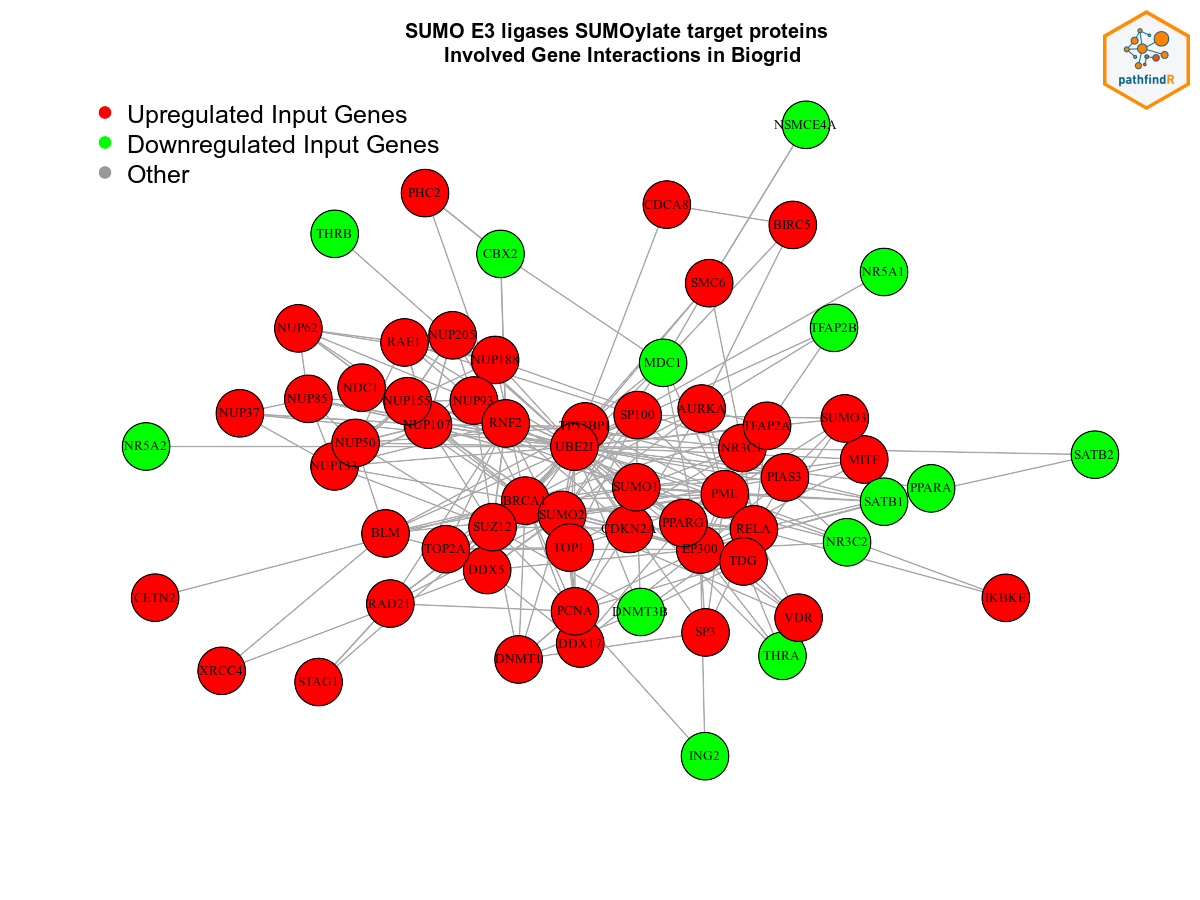 SUMO E3 ligases SUMOylate target proteins
Involved Gene Interactions in Biogrid
pathfindR
Upregulated Input Genes
Downregulated Input Genes
Other
NSMCE4A
PHC2
CDCA8
BIRC5
THRB
CBX2
NR5A1
SMC6
NUP62
TFAP2B
NUP205
RAE1
NUP188
MDC1
NDC1
NUP85
NUP155
NUP93
NUP37
AURKA
SP100
SUMO3
NUP107
RNF2
TP53BP1
TFAP2A
NR5A2
NUP50
UBE2I
NR3C1
SATB2
MITF
NUP133
PIAS3
SUMO1
PPARA
PML
BRCA1
SATB1
SUMO2
SUZ12
PPARG
CDKN2A
RELA
BLM
NR3C2
TOP2A
TOP1
EP300
TDG
DDX5
CETN2
IKBKE
RAD21
PCNA
DNMT3B
VDR
SP3
DDX17
DNMT1
THRA
XRCC4
STAG1
ING2